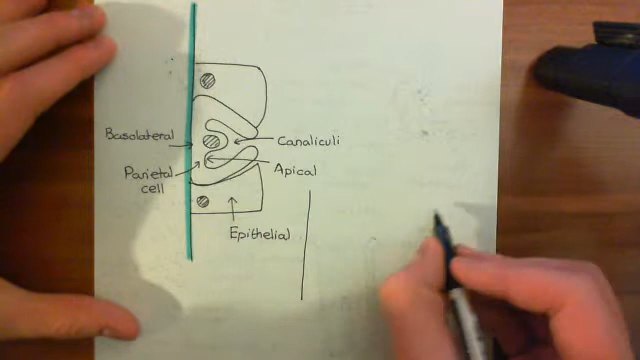 Basolateral
Canaliculi
Parietal
cell
Apical
Epithelial